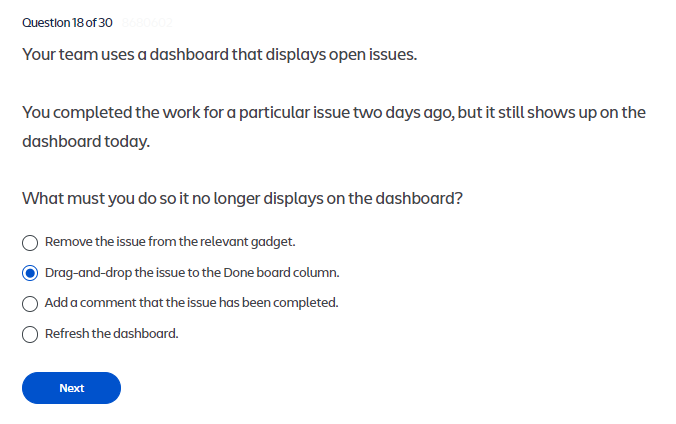 Question 18 of 30
Your team uses a dashboard that displays open issues.
You completed the work for a particular issue two days ago, but it still shows up on the
dashboard today.
What must you do so it no longer displays on the dashboard?
Remove the issue from the relevant gadget.
Drag-and-drop the issue to the Done board column.
Add a comment that the issue has been completed.
Refresh the dashboard.
Next